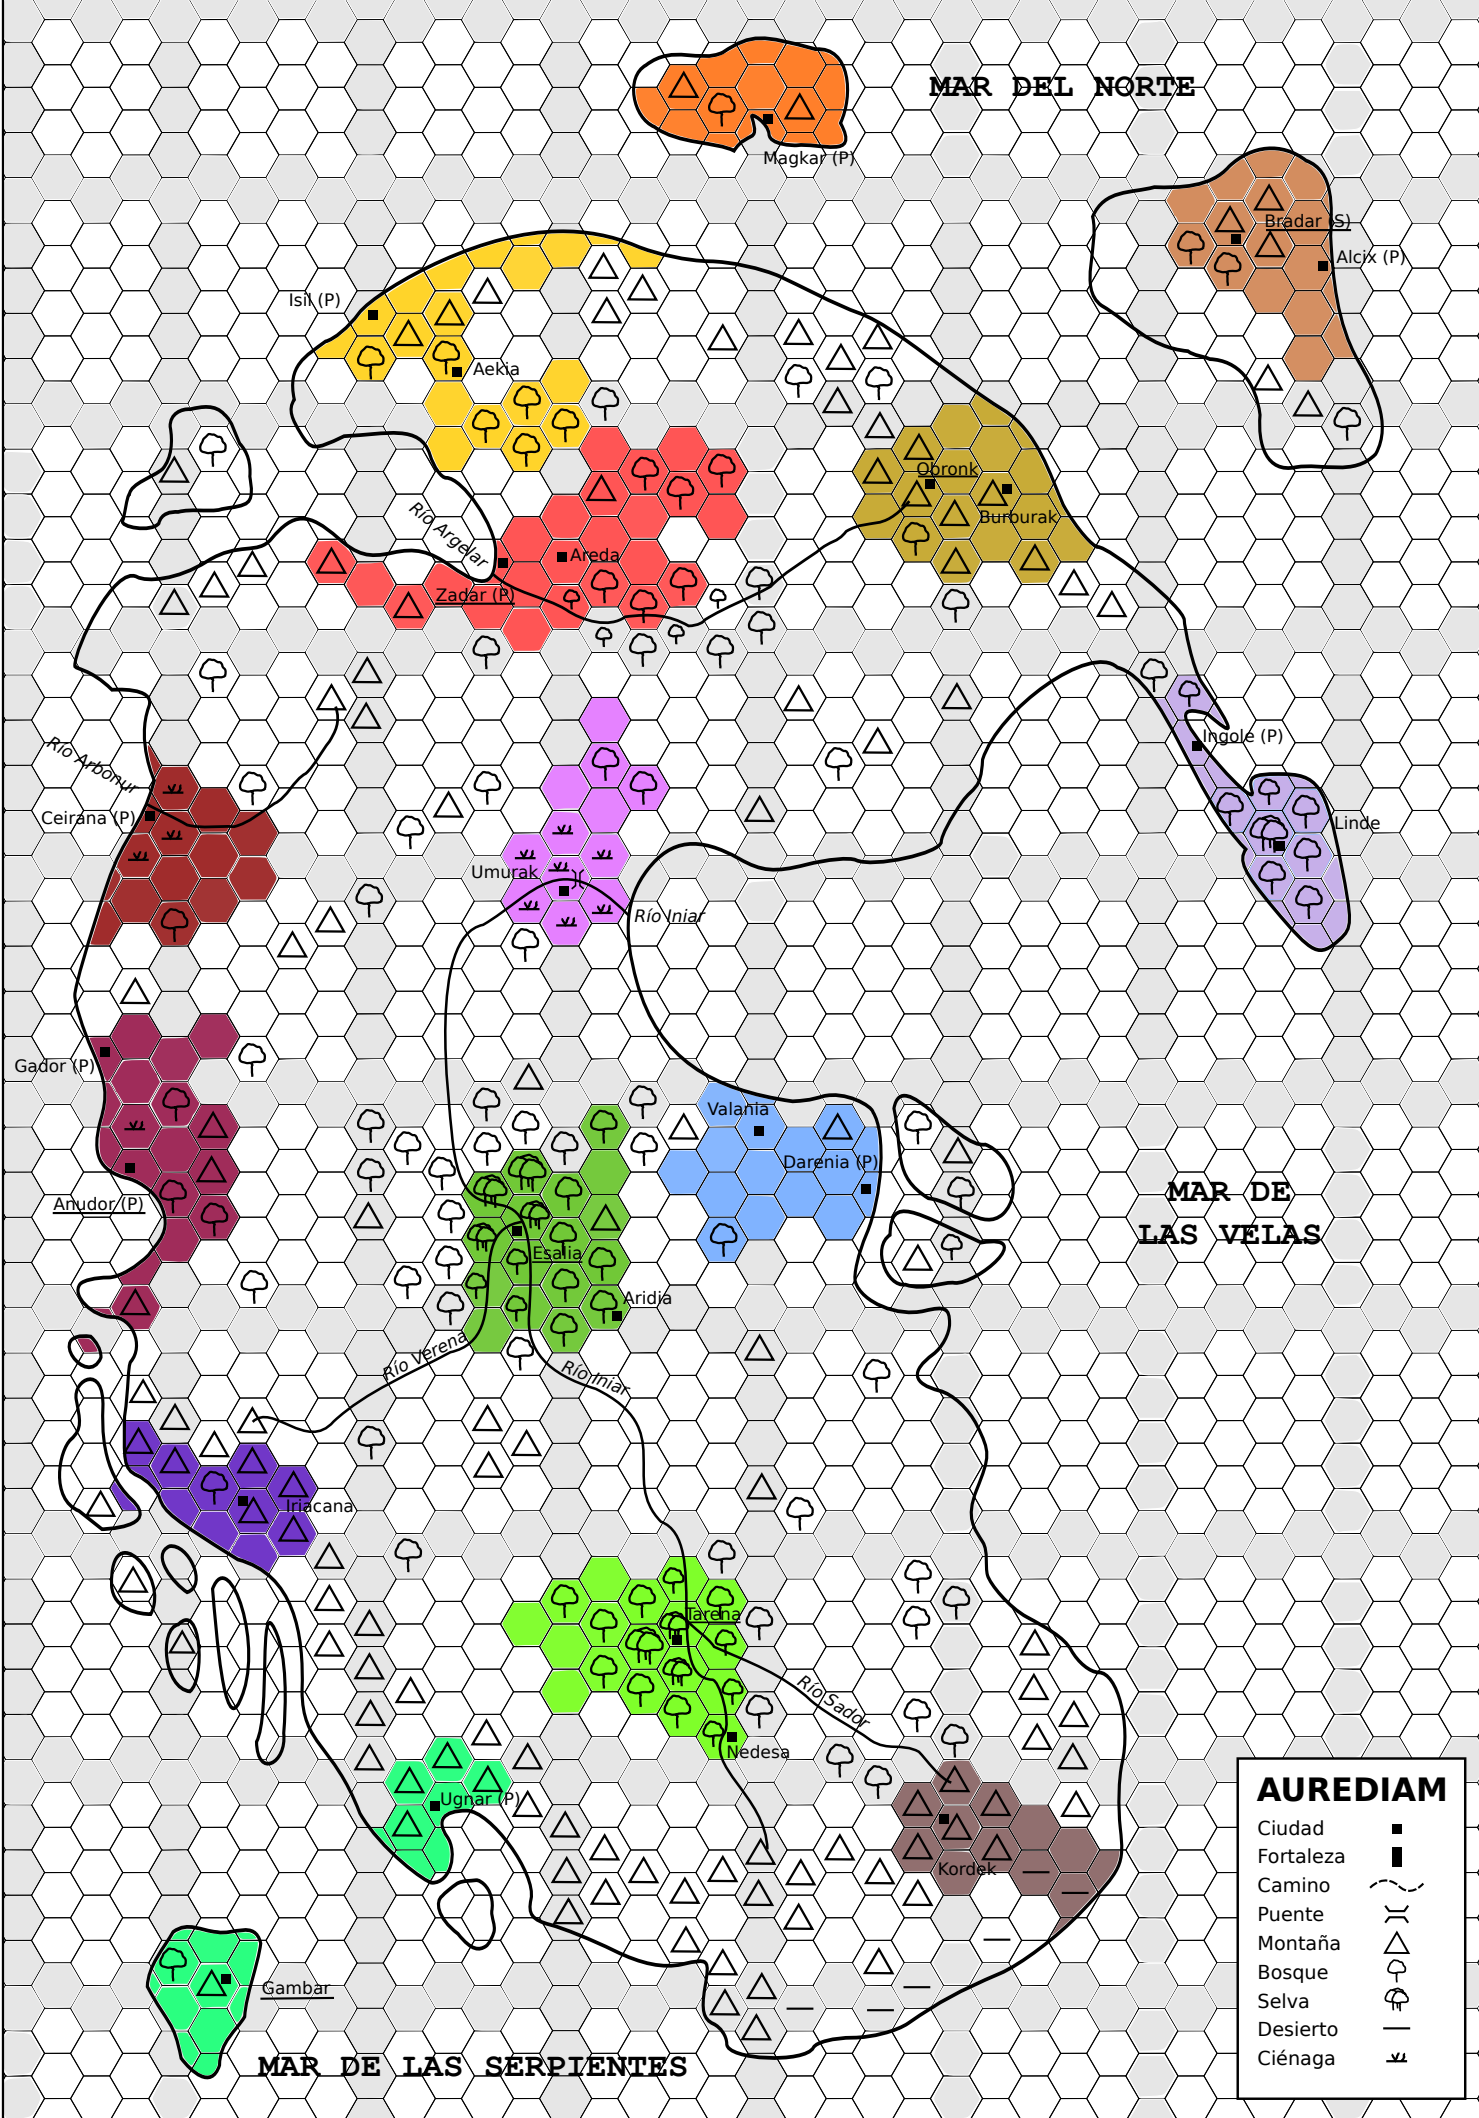 MAR DEL NORTE
Magkar (P)
Bradar (S)
Alcix (P)
Isil (P)
Aekia
Obronk
Burburak
Río Argelar
Areda
Zadar (P)
Ingole (P)
Río Arbonur
Ceirana (P)
Linde
Umurak
Río Iniar
Gador (P)
Valania
Darenia (P)
Anudor (P)
MAR DE
LAS VELAS
Esalia
Aridia
Río Verena
Río Iniar
Iriacana
Tarena
Río Sador
Nedesa
Ugnar (P)
Kordek
Gambar
MAR DE LAS SERPIENTES
AUREDIAM
Ciudad
Fortaleza
Camino
Puente
Montaña
Bosque
Selva
Desierto
Ciénaga